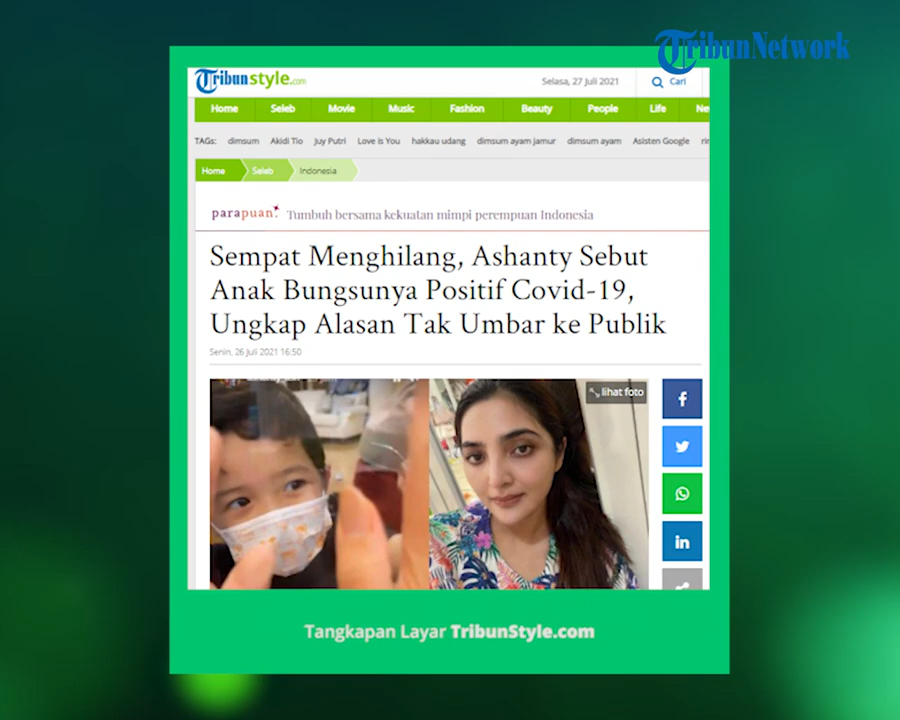 TribunNetwork
Tribunstyle.com
Selasa, 27 Juli 2021
Cari
Home Seleb Movie Music Fashion Beauty People Life
TAGs: dimsum Akidi Tio Juy Putri Love is You hakkau udang dimsum ayam jamur dimsum ayam Asisten Google
Home Seleb Indonesia
parapuan. Tumbuh bersama kekuatan mimpi perempuan Indonesia
Sempat Menghilang, Ashanty Sebut
Anak Bungsunya Positif Covid-19,
Ungkap Alasan Tak Umbar ke Publik
Senin, 26 Juli 2021 16:50
lihat foto
Tangkapan Layar TribunStyle.com